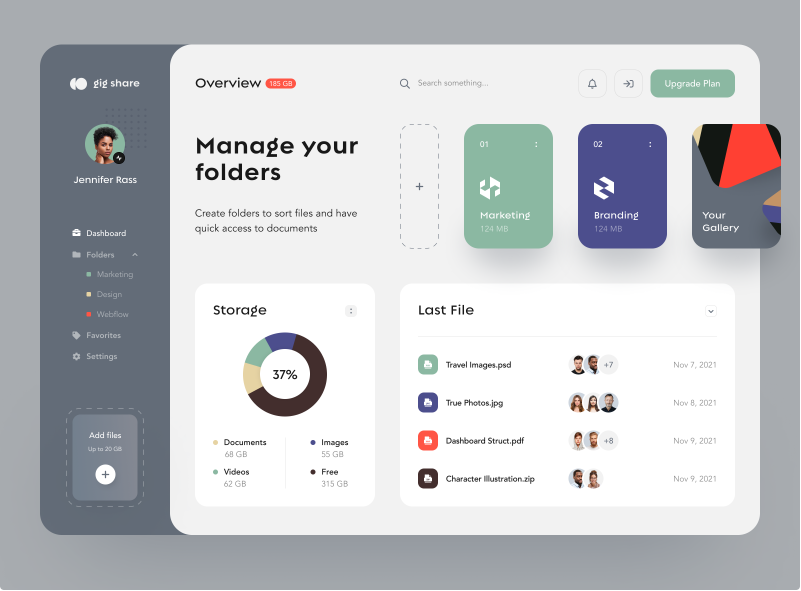 gig share
Jennifer Rass
Dashboard
Folders
Marketing
Design
Webflow
Favorites
Settings
Add files
Up to 20 GB
+
Overview
185 GB
Search something...
Upgrade Plan
Manage your
folders
Create folders to sort files and have
quick access to documents
+
01
Marketing
124 MB
02
Branding
124 MB
Your
Gallery
Storage
37%
Documents
68 GB
Images
55 GB
Videos
62 GB
Free
315 GB
Last File
Travel Images.psd
+7
Nov 7, 2021
True Photos.jpg
Nov 8, 2021
Dashboard Struct.pdf
+8
Nov 9, 2021
Character Illustration.zip
Nov 9, 2021